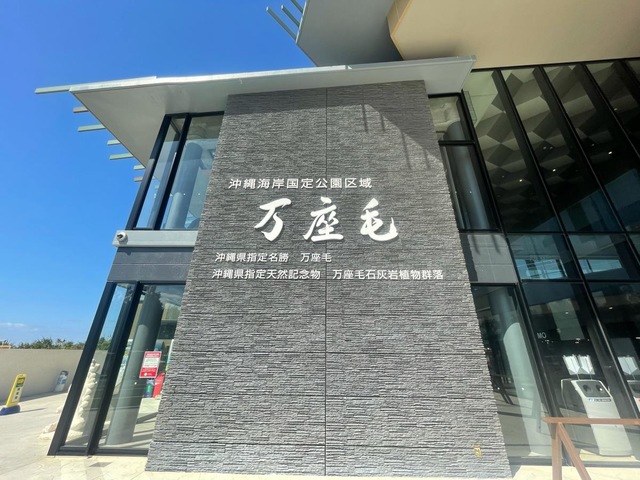 沖縄海岸国定公園区域
万座毛
沖縄県指定名勝　万座毛
沖縄県指定天然記念物　万座毛石灰岩植物群落
MO